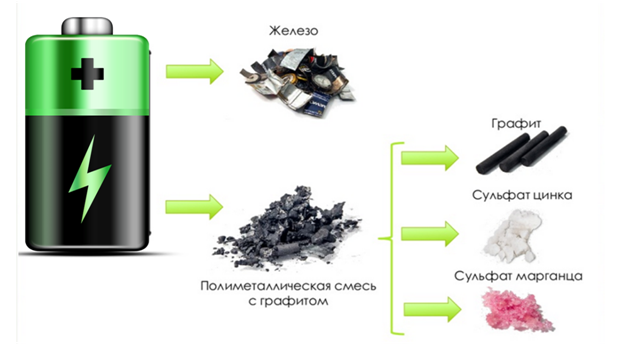 Железо
Графит
Сульфат цинка
Полиметаллическая смесь
с графитом
Сульфат марганца